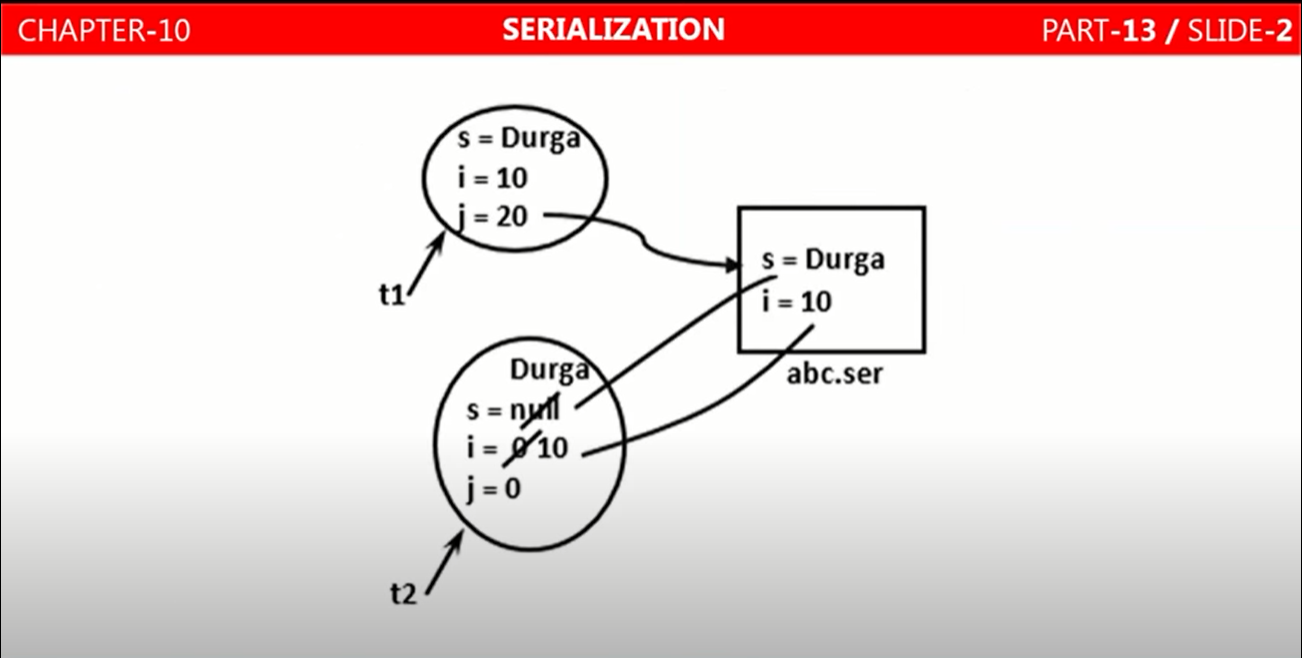 CHAPTER-10 SERIALIZATION PART-13 / SLIDE-2
s = Durga
i = 10
j = 20
t1
s = Durga
i = 10
abc.ser
Durga
s = null
i = 0 10
j = 0
t2